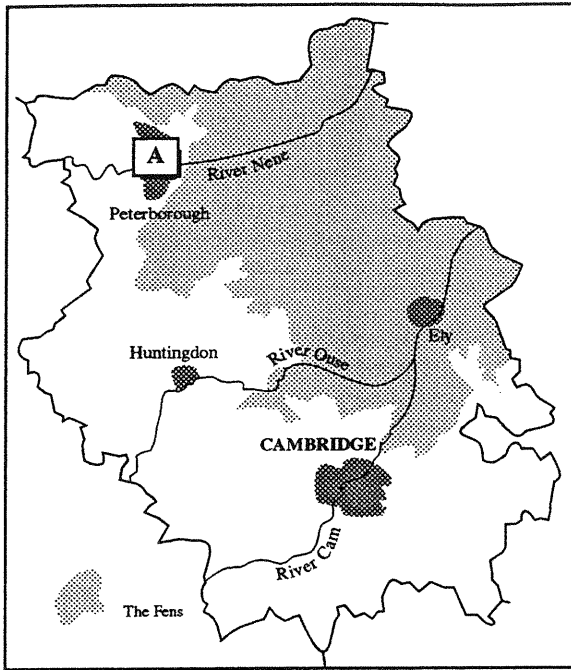 A
River Nene
Peterborough
Ely
Huntingdon
River Ouse
CAMBRIDGE
River Cam
The Fens